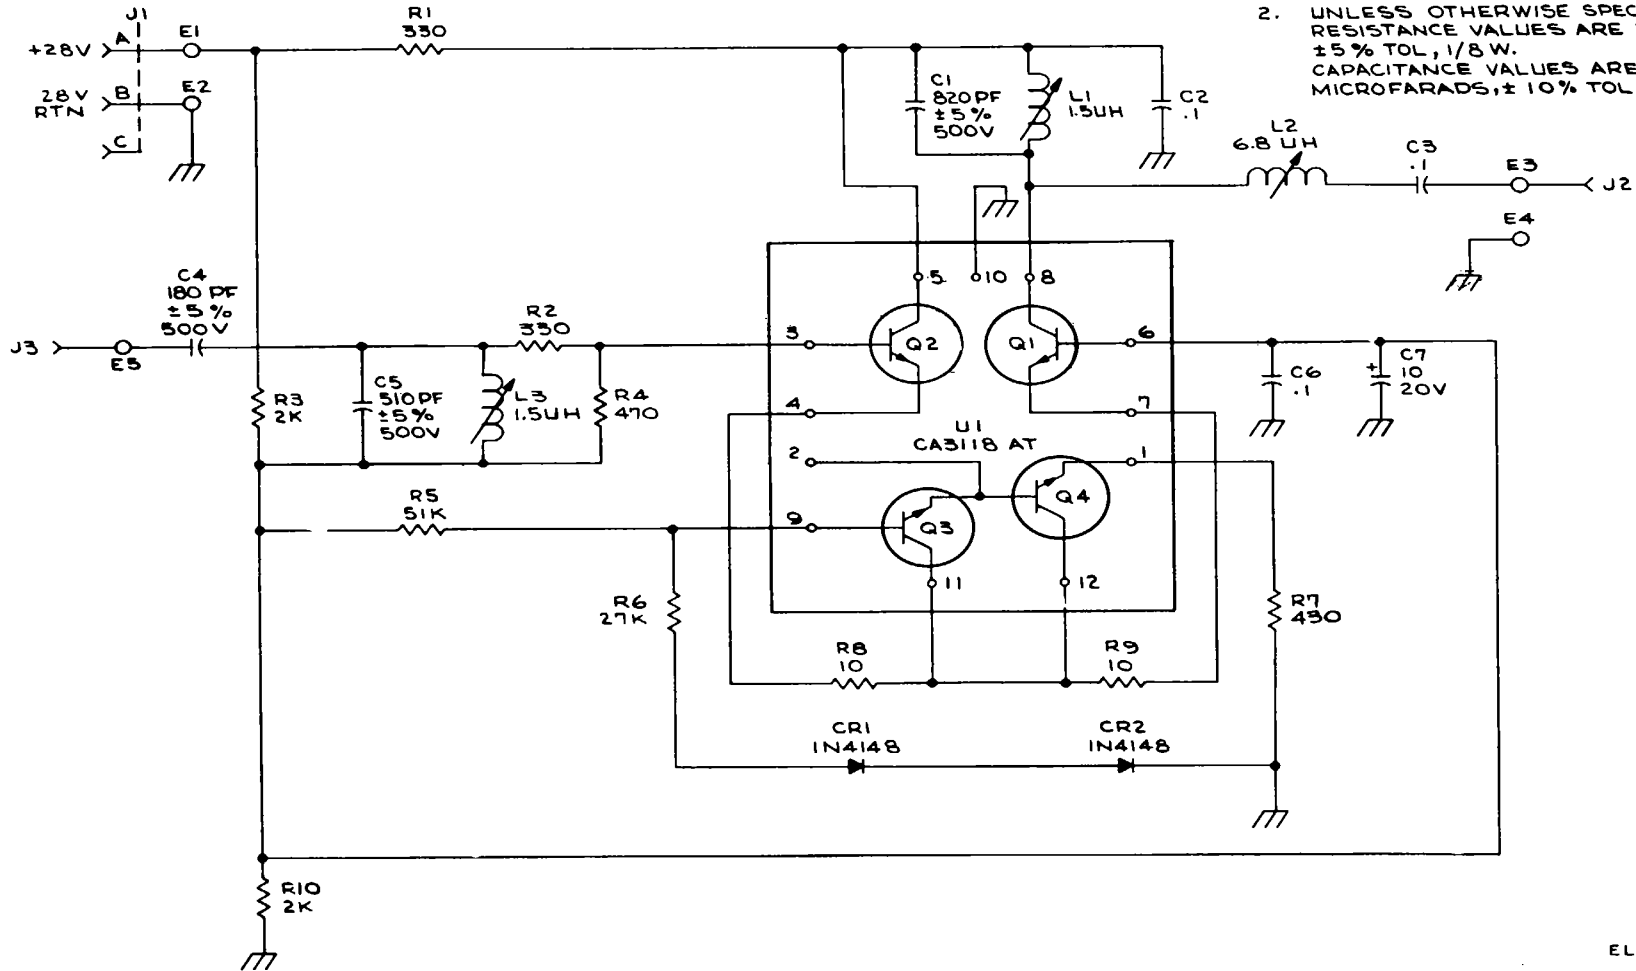 J1
+28V
A
E1
R1
330
28V
RTN
B
E2
C
2. UNLESS OTHERWISE SPEC
RESISTANCE VALUES ARE
±5% TOL, 1/8 W.
CAPACITANCE VALUES ARE
MICROFARADS, ±10% TOL
C1
820PF
±5%
500V
L1
1.5UH
C2
.1
L2
6.8 UH
C3
.1
E3
J2
E4
C4
180 PF
±5%
500V
J3
E5
R2
330
R3
2K
C5
510PF
±5%
500V
L3
1.5UH
R4
470
5
10
8
3
Q2
Q1
6
4
7
U1
CA3118 AT
2
1
9
Q3
Q4
11
12
C6
.1
C7
+
10
20V
R5
51K
R6
27K
R7
430
R8
10
R9
10
CR1
1N4148
CR2
1N4148
R10
2K
EL